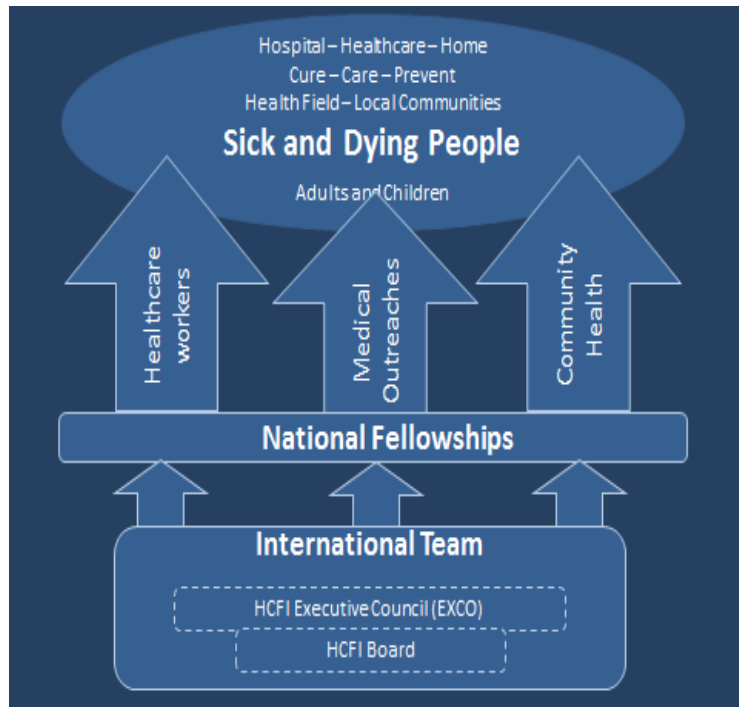 Hospital – Healthcare – Home
Cure – Care – Prevent
Health Field – Local Communities
Sick and Dying People
Adults and Children
Healthcare
workers
Medical
Outreaches
Community
Health
National Fellowships
International Team
HCFI Executive Council (EXCO)
HCFI Board